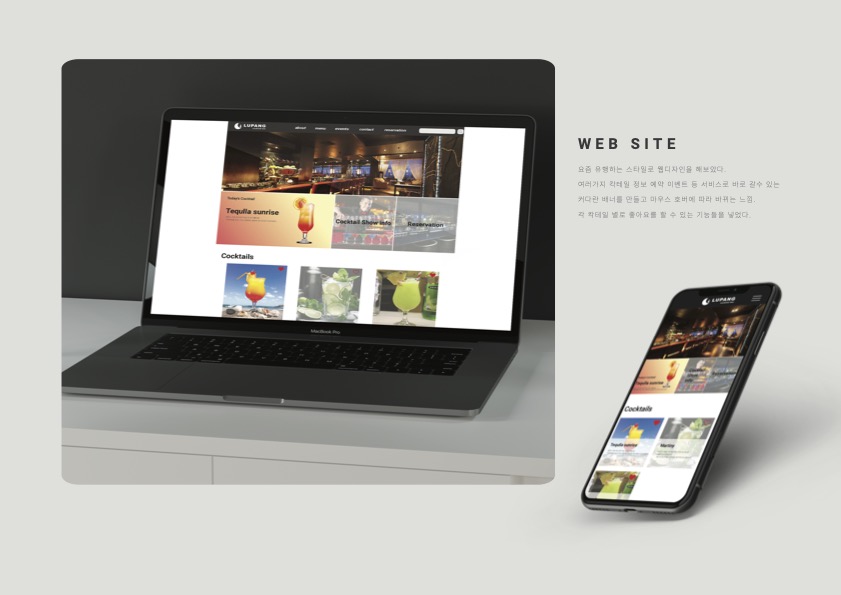 LUPANG
about menu events contact reservation
Today's Cocktail
Tequila sunrise
Cocktail Show info
Reservation
Cocktails
MacBook Pro
WEB SITE
요즘 유행하는 스타일로 웹디자인을 해보았다.
여러가지 칵테일 정보 예약 이벤트 등 서비스로 바로 갈수 있는
커다란 배너를 만들고 마우스 호버에 따라 바뀌는 느낌.
각 칵테일 별로 좋아요를 할 수 있는 기능들을 넣었다.
LUPANG
Tequila sunrise
Cocktails
Tequila sunrise